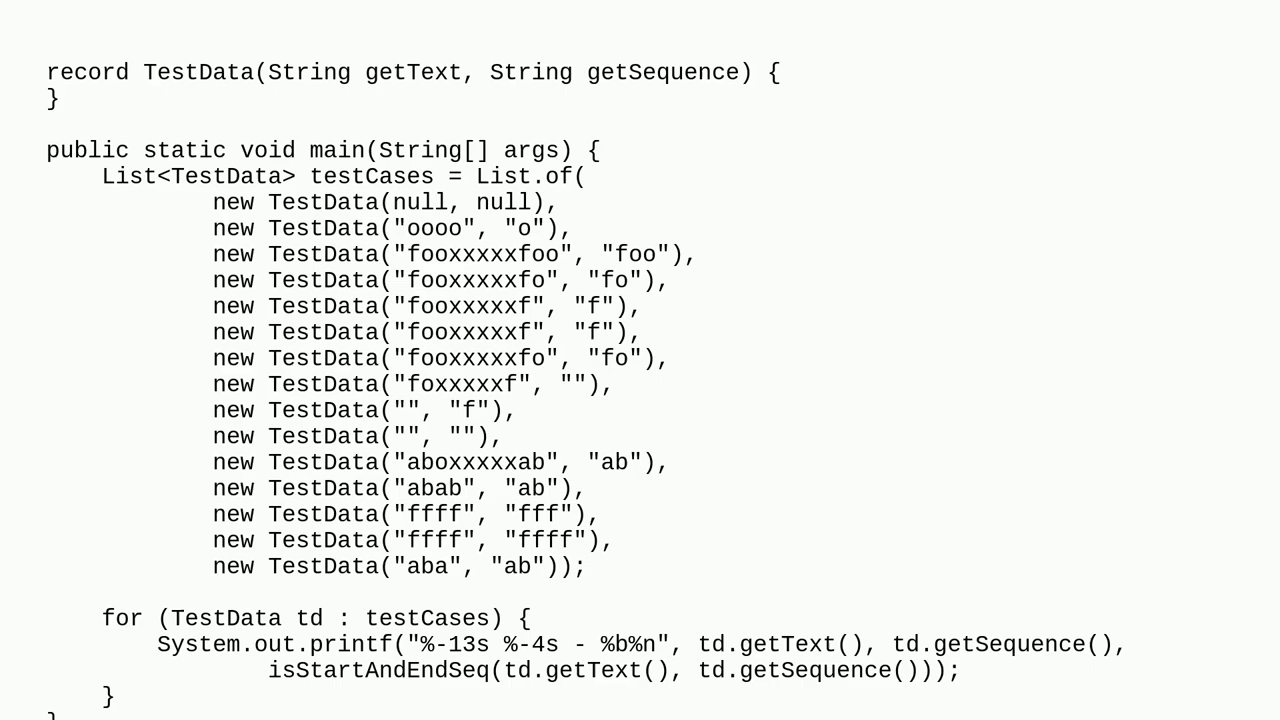 record TestData(String getText, String getSequence) {
}
public static void main(String[] args) {
List<TestData> testCases = List.of(
new TestData(null, null),
new TestData("oooo", "o"),
new TestData("fooxxxxxfoo", "foo"),
new TestData("fooxxxxxfo", "fo"),
new TestData("fooxxxxxf", "f"),
new TestData("fooxxxxxf", "f"),
new TestData("fooxxxxxfo", "fo"),
new TestData("foxxxxxf", ""),
new TestData("", "f"),
new TestData("", ""),
new TestData("aboxxxxxab", "ab"),
new TestData("abab", "ab"),
new TestData("ffff", "fff"),
new TestData("ffff", "ffff"),
new TestData("aba", "ab"));
for (TestData td : testCases) {
System.out.printf("%-13s %-4s - %b%n", td.getText(), td.getSequence(),
isStartAndEndSeq(td.getText(), td.getSequence()));
}
}